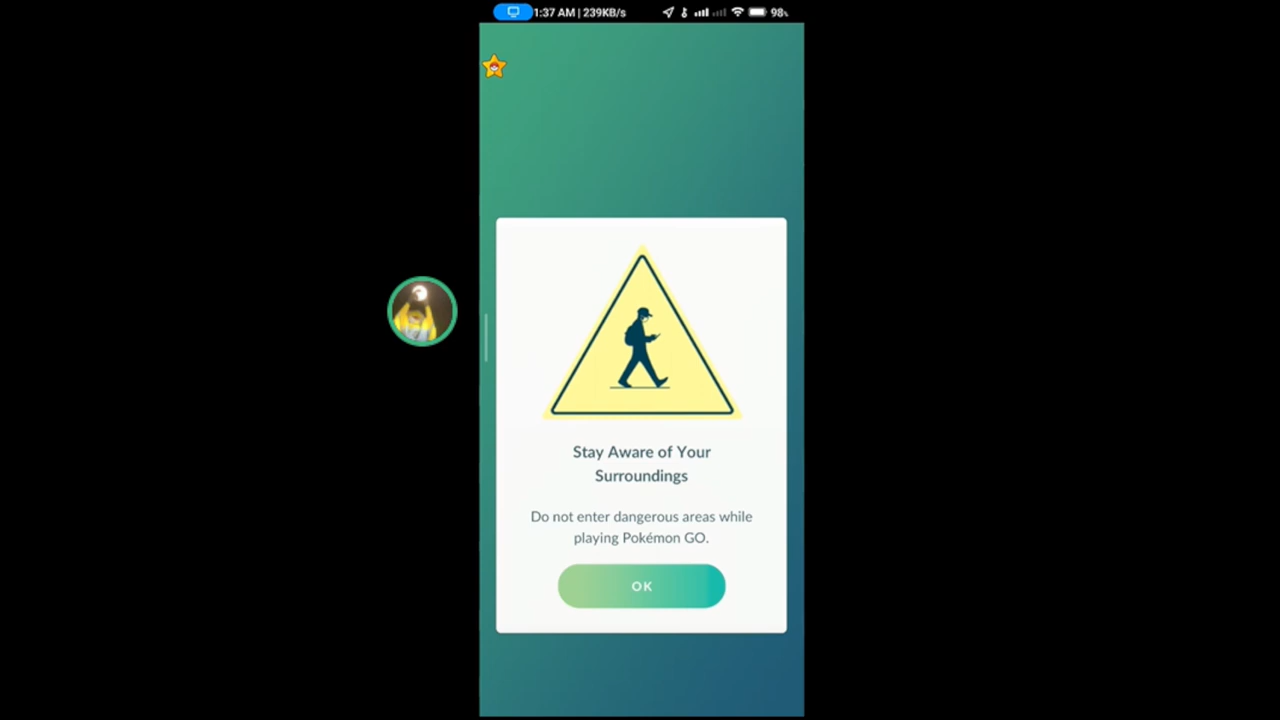 1:37 AM | 239KB/s 98%
Stay Aware of Your
Surroundings
Do not enter dangerous areas while
playing Pokémon GO.
OK